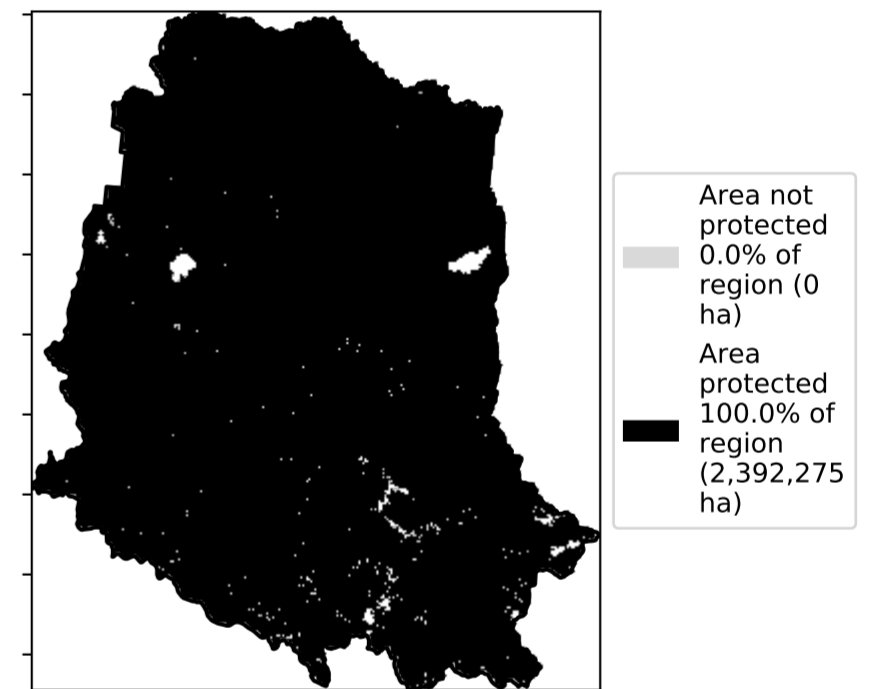 Area not
protected
0.0% of
region (0
ha)
Area
protected
100.0% of
region
(2,392,275
ha)